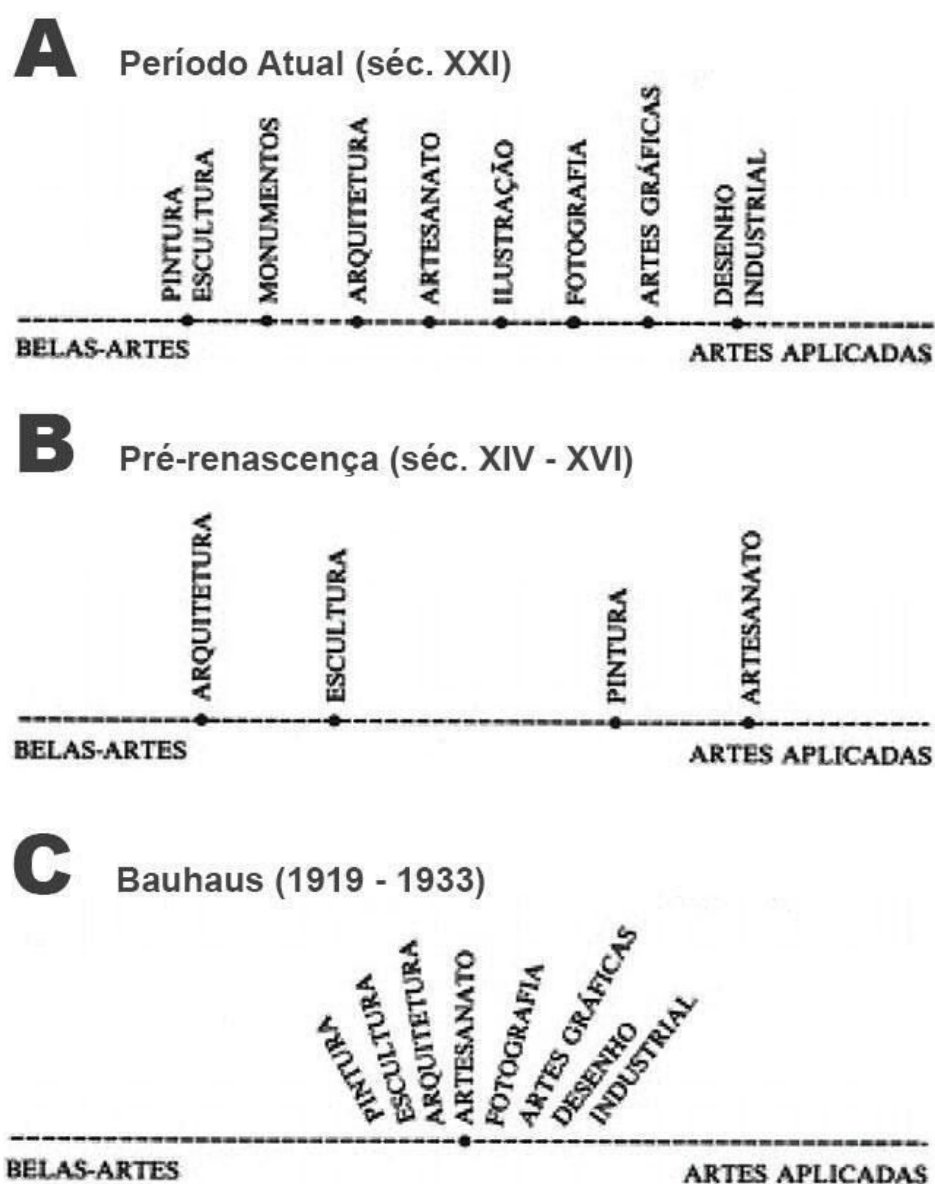 A Período Atual (séc. XXI)
PINTURA
ESCULTURA
MONUMENTOS
ARQUITETURA
ARTESANATO
ILUSTRAÇÃO
FOTOGRAFIA
ARTES GRÁFICAS
DESENHO
INDUSTRIAL
BELAS-ARTES
ARTES APLICADAS
B Pré-renascença (séc. XIV - XVI)
ARQUITETURA
ESCULTURA
PINTURA
ARTESANATO
BELAS-ARTES
ARTES APLICADAS
C Bauhaus (1919 - 1933)
PINTURA
ESCULTURA
ARQUITETURA
ARTESANATO
FOTOGRAFIA
ARTES GRÁFICAS
DESENHO
INDUSTRIAL
BELAS-ARTES
ARTES APLICADAS